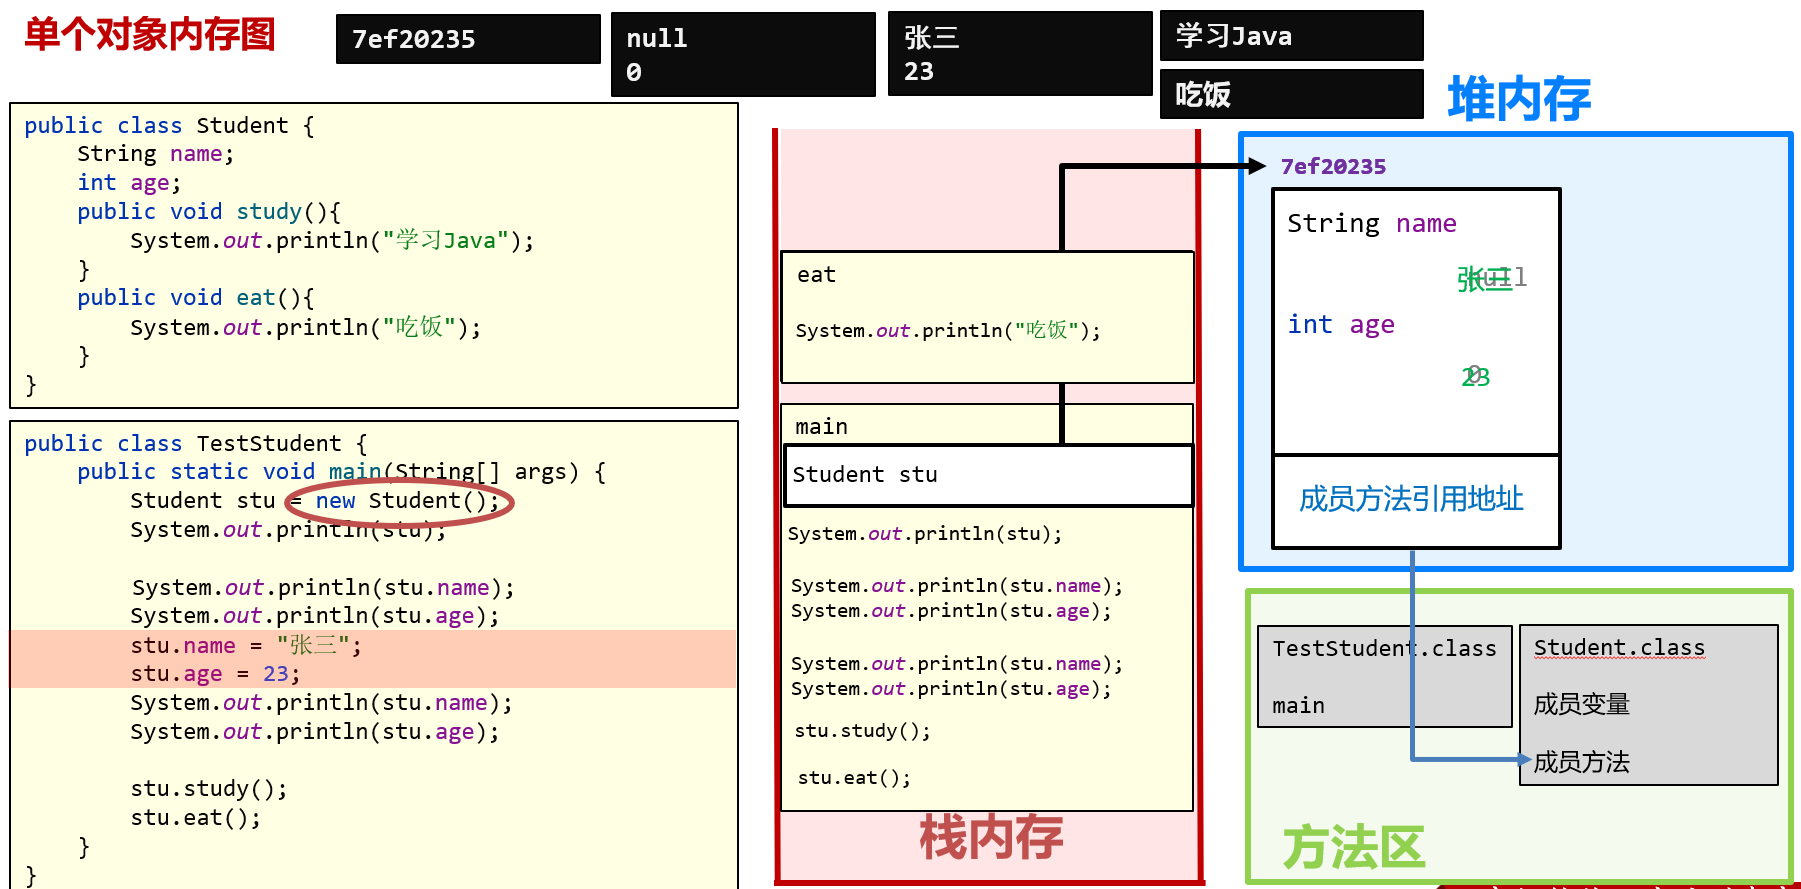 单个对象内存图
7ef20235
null
0
张三
23
学习Java
吃饭
public class Student {
    String name;
    int age;
    public void study(){
        System.out.println("学习Java");
    }
    public void eat(){
        System.out.println("吃饭");
    }
}
public class TestStudent {
    public static void main(String[] args) {
        Student stu = new Student();
        System.out.println(stu);
        System.out.println(stu.name);
        System.out.println(stu.age);
        stu.name = "张三";
        stu.age = 23;
        System.out.println(stu.name);
        System.out.println(stu.age);
        stu.study();
        stu.eat();
    }
}
eat
System.out.println("吃饭");
main
Student stu
System.out.println(stu);
System.out.println(stu.name);
System.out.println(stu.age);
System.out.println(stu.name);
System.out.println(stu.age);
stu.study();
stu.eat();
栈内存
堆内存
7ef20235
String name
null
张三
int age
0
23
成员方法引用地址
TestStudent.class
main
Student.class
成员变量
成员方法
方法区